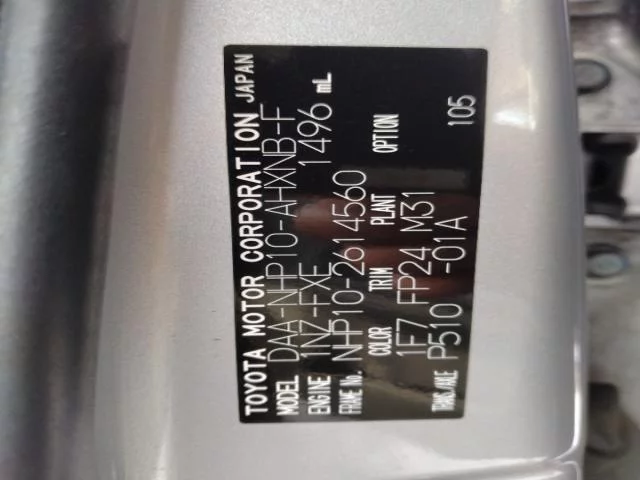 TOYOTA MOTOR CORPORATION JAPAN
MODEL DAA-NHP10-AHXNB-F
ENGINE 1NZ-FXE 1496 mL
FRAME No. NHP10-2614560
COLOR TRIM PLANT OPTION
1F7 FP24 M31
TRANS./AXLE P510 -01A 105